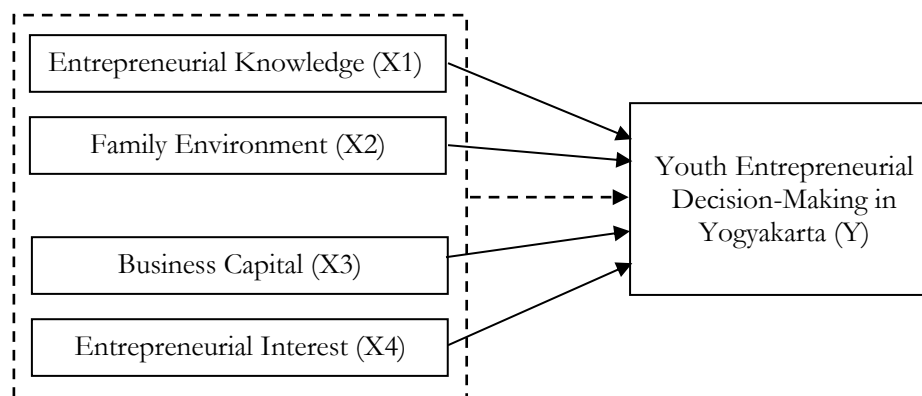 Entrepreneurial Knowledge (X1)
Family Environment (X2)
Business Capital (X3)
Entrepreneurial Interest (X4)
Youth Entrepreneurial
Decision-Making in
Yogyakarta (Y)